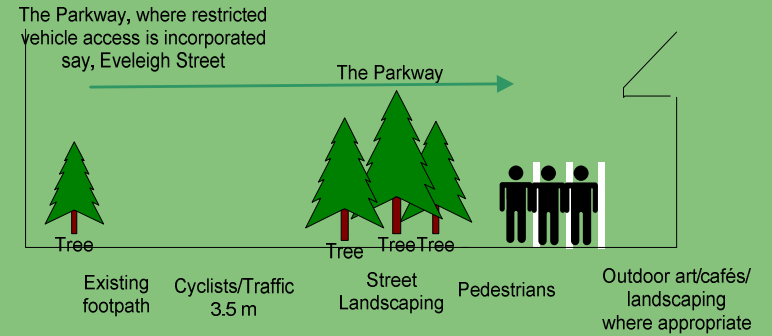 The Parkway, where restricted
vehicle access is incorporated
say, Eveleigh Street
The Parkway
Tree
Tree
Tree
Tree
Existing
footpath
Cyclists/Traffic
3.5 m
Street
Landscaping
Pedestrians
Outdoor art/cafés/
landscaping
where appropriate